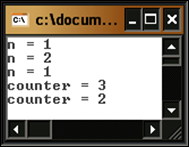 c:\docum...
n = 1
n = 2
n = 1
counter = 3
counter = 2